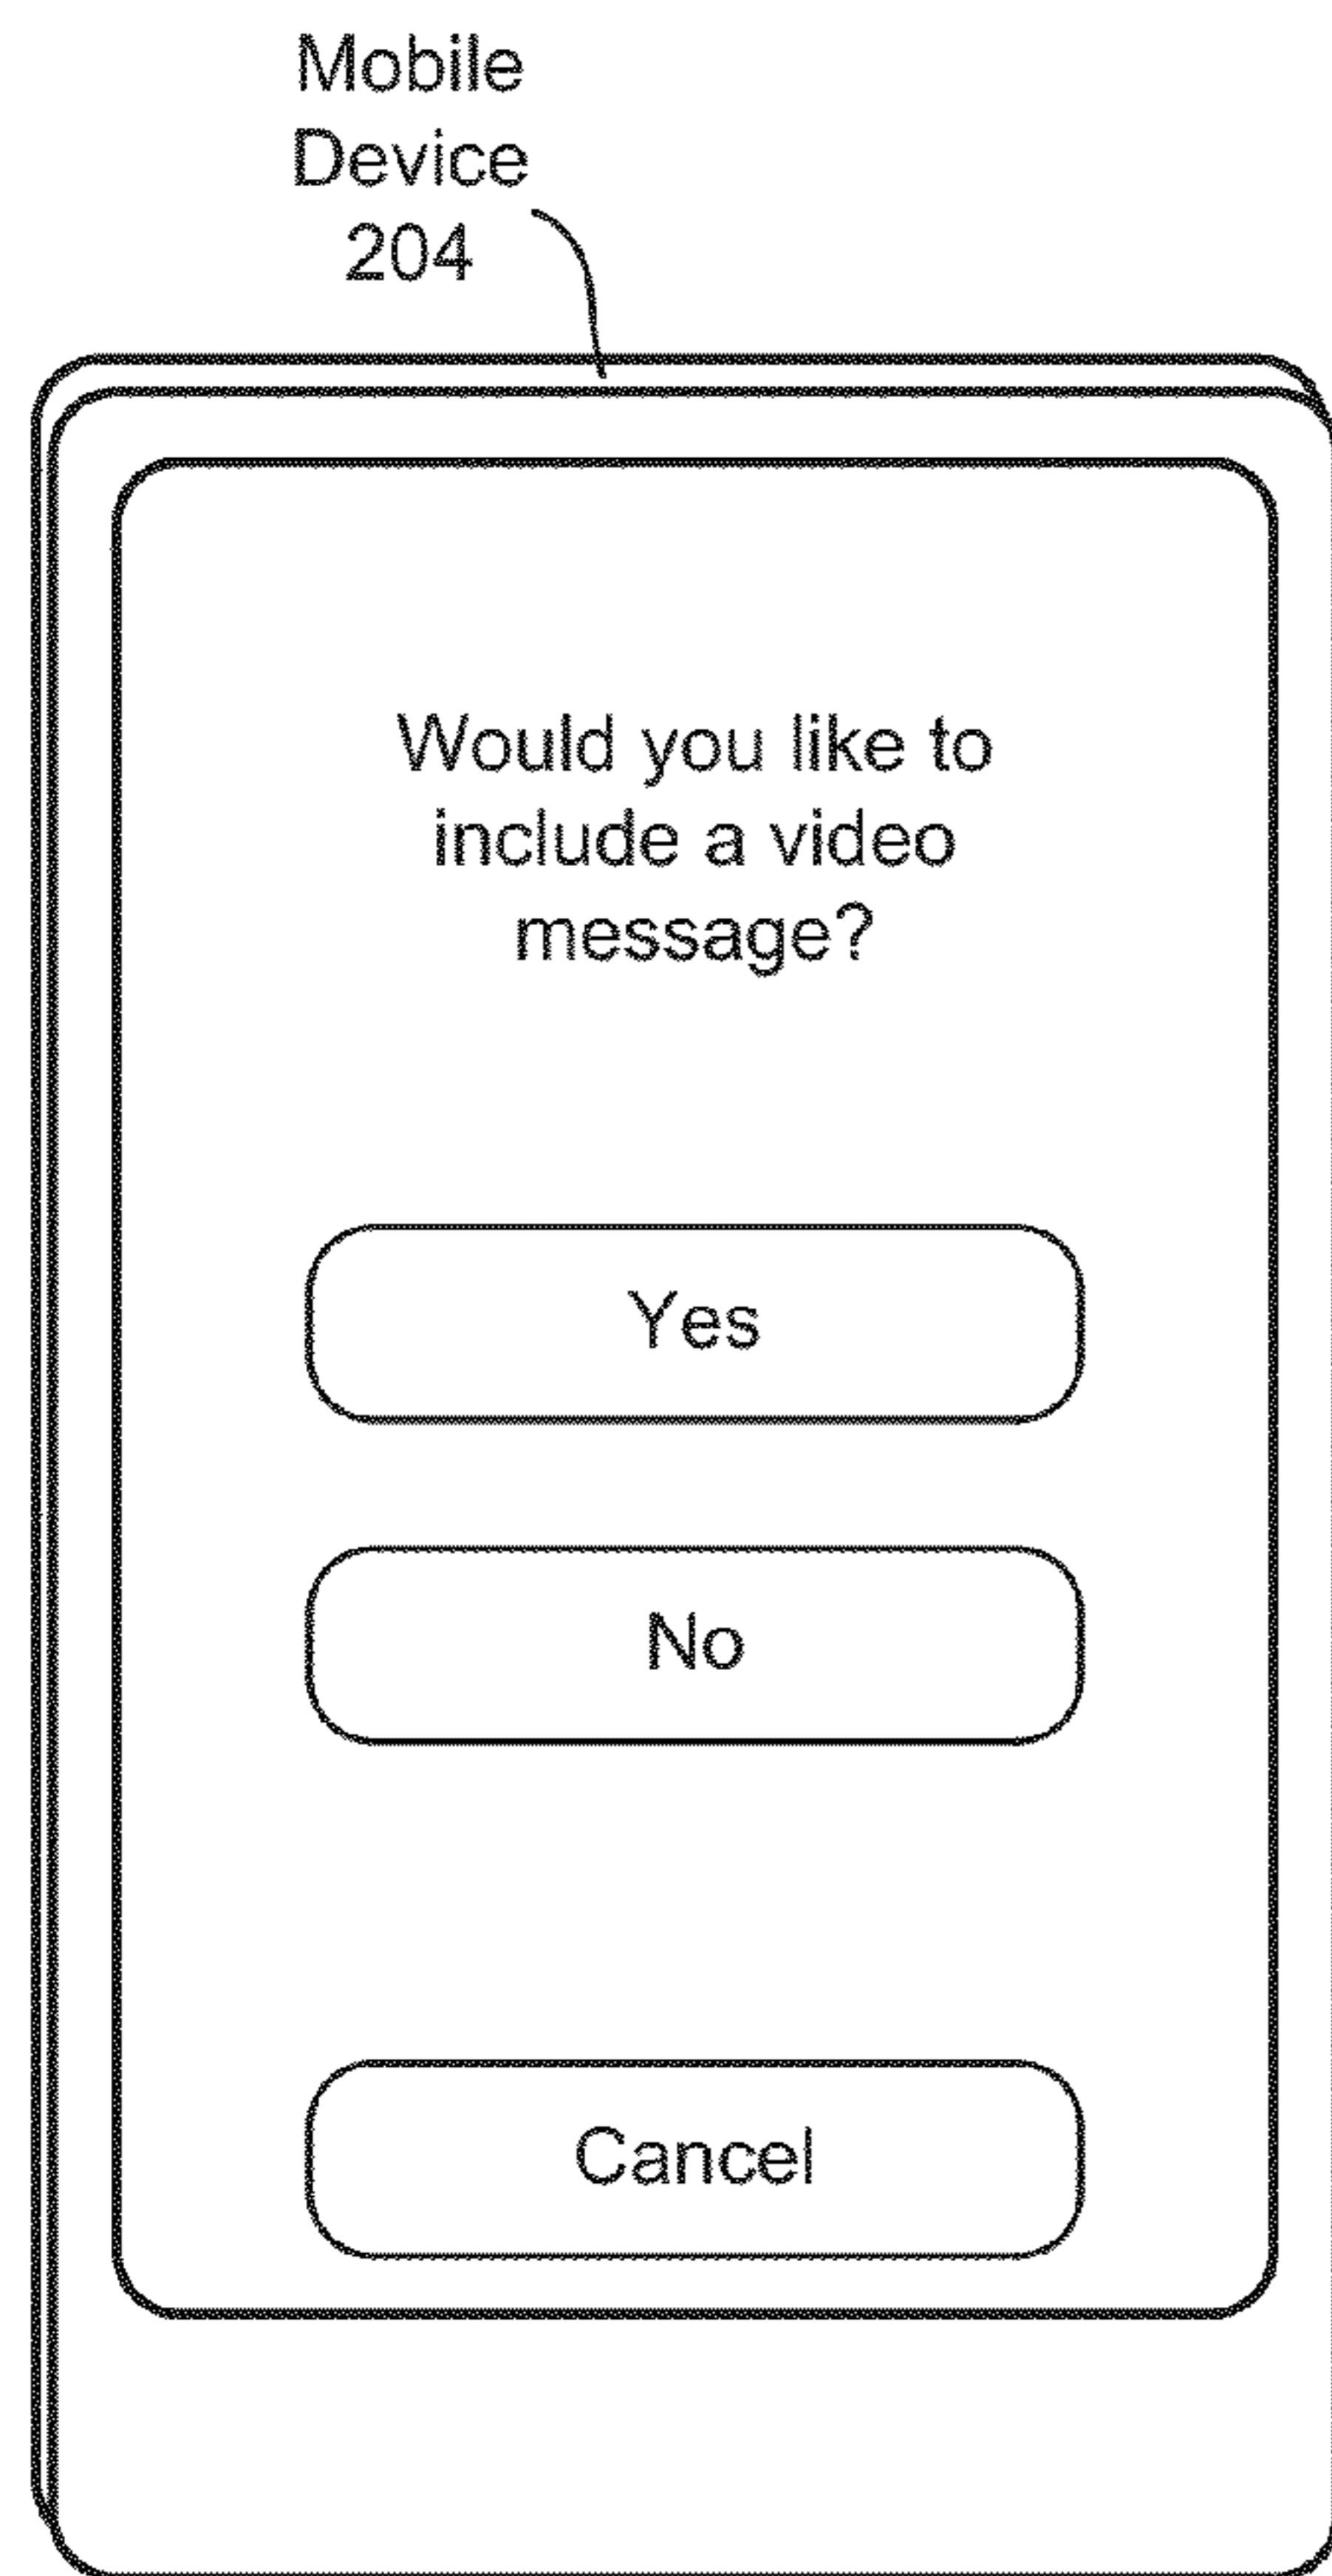 Mobile
Device
204
Would you like to
include a video
message?
Yes
No
Cancel